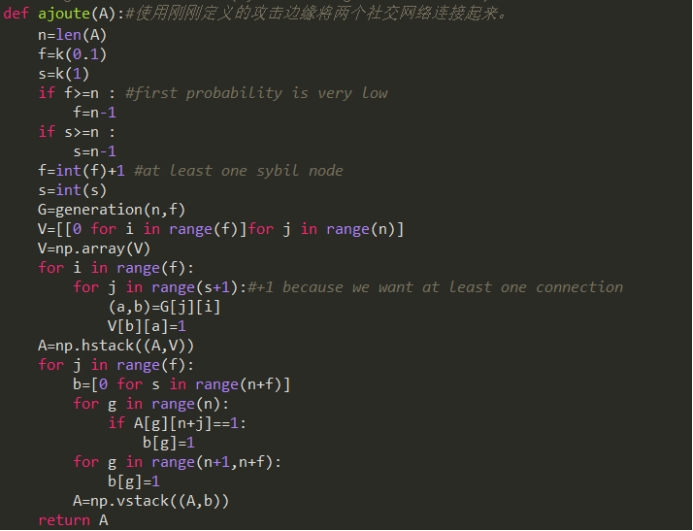 def ajoute(A):#使用刚刚定义的攻击边缘将两个社交网络连接起来。
    n=len(A)
    f=k(0.1)
    s=k(1)
    if f>=n : #first probability is very low
        f=n-1
    if s>=n :
        s=n-1
    f=int(f)+1 #at least one sybil node
    s=int(s)
    G=generation(n,f)
    V=[[0 for i in range(f)]for j in range(n)]
    V=np.array(V)
    for i in range(f):
        for j in range(s+1):#+1 because we want at least one connection
            (a,b)=G[j][i]
            V[b][a]=1
    A=np.hstack((A,V))
    for j in range(f):
        b=[0 for s in range(n+f)]
        for g in range(n):
            if A[g][n+j]==1:
                b[g]=1
        for g in range(n+1,n+f):
            b[g]=1
        A=np.vstack((A,b))
    return A